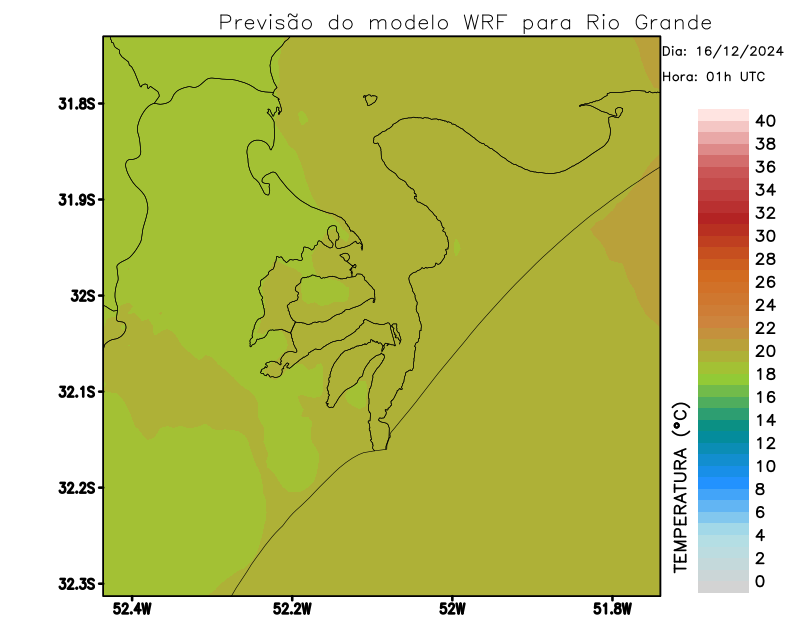 Previsão do modelo WRF para Rio Grande
Dia: 16/12/2024
Hora: 01h UTC
31.8S
31.9S
32S
32.1S
32.2S
32.3S
52.4W
52.2W
52W
51.8W
40
38
36
34
32
30
28
26
24
22
20
18
16
14
12
10
8
6
4
2
0
TEMPERATURA (°C)